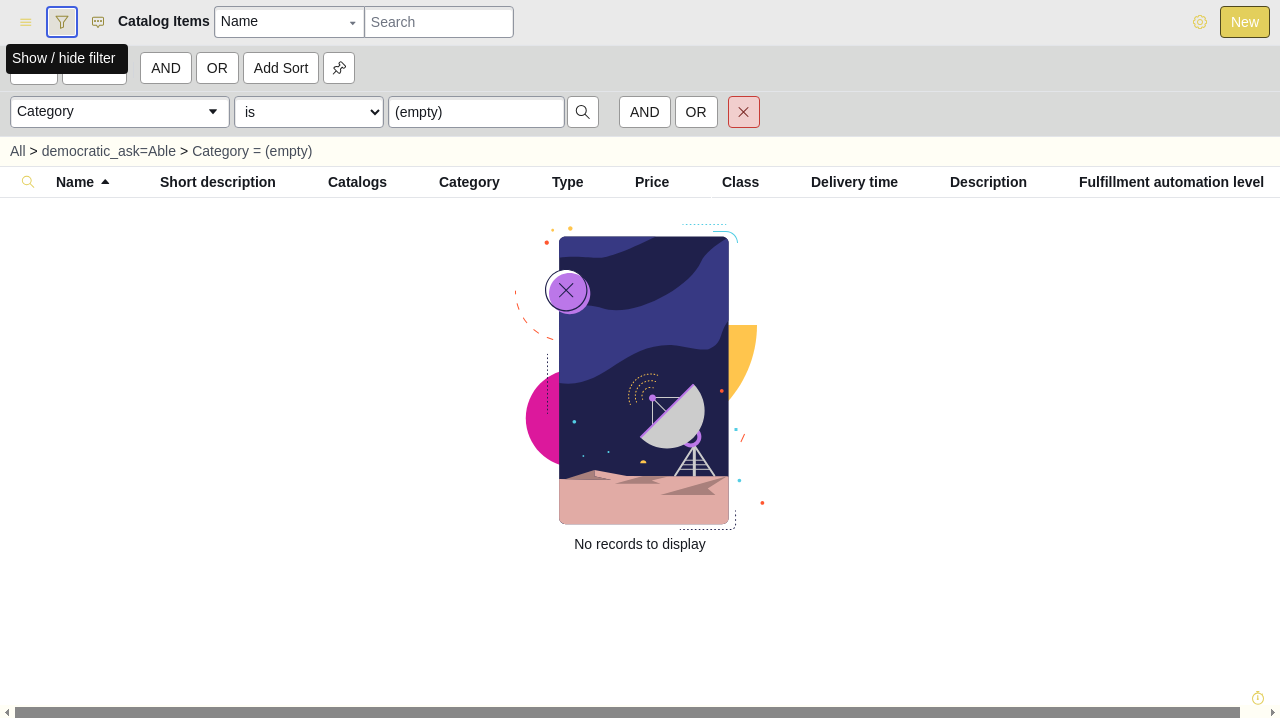 Catalog Items
Name
Search
New
Show / hide filter
AND
OR
Add Sort
Category
is
(empty)
AND
OR
All > democratic_ask=Able > Category = (empty)
Name
Short description
Catalogs
Category
Type
Price
Class
Delivery time
Description
Fulfillment automation level
No records to display